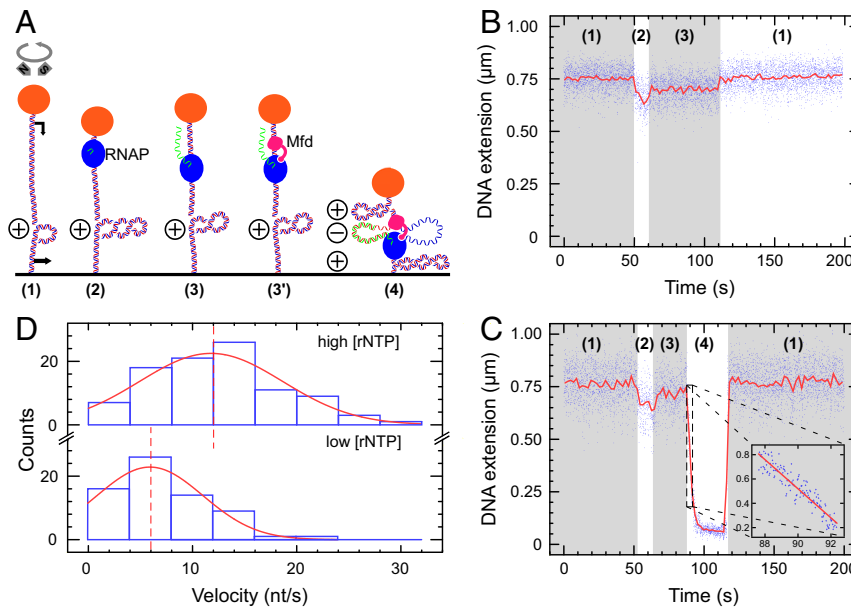 A
N S
RNAP
Mfd
+ + + + + − +
(1) (2) (3) (3') (4)
B
DNA extension (µm)
1.00
0.75
0.50
0.25
0.00
(1) (2) (3) (1)
0 50 100 150 200
Time (s)
C
DNA extension (µm)
1.00
0.75
0.50
0.25
0.00
(1) (2) (3) (4) (1)
0.8
0.6
0.4
0.2
88 90 92
0 50 100 150 200
Time (s)
D
Counts
high [rNTP]
20
0
low [rNTP]
20
0
0 10 20 30
Velocity (nt/s)